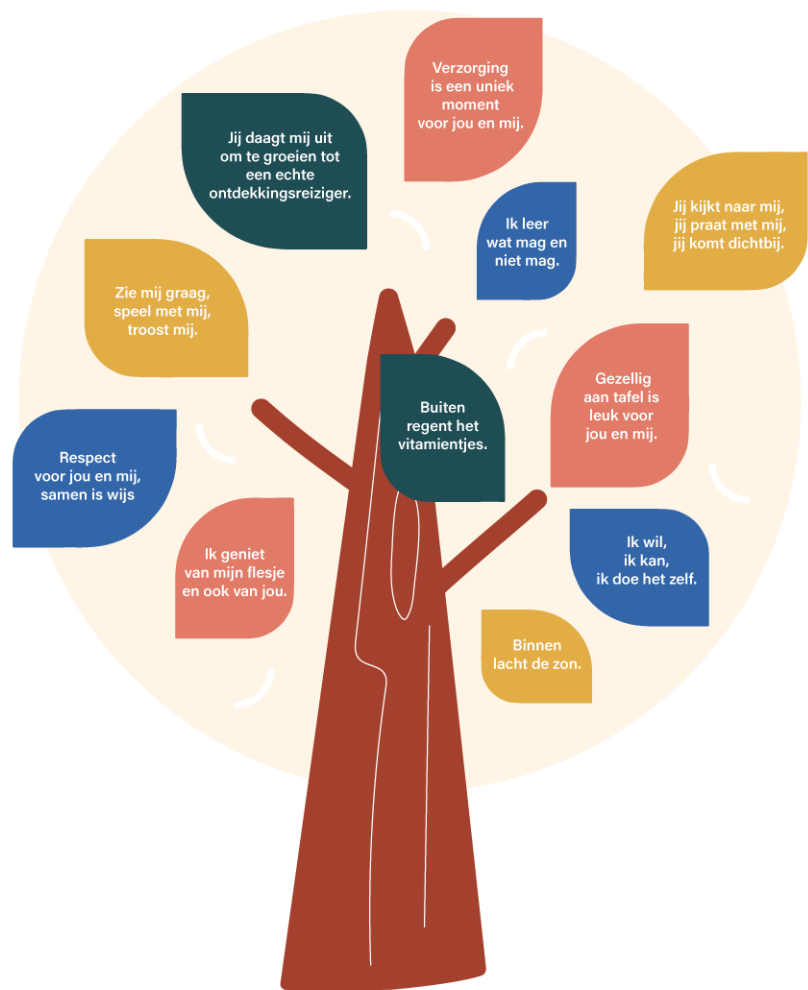 Verzorging
is een uniek
moment
voor jou en mij.
Jij daagt mij uit
om te groeien tot
een echte
ontdekkingsreiziger.
Ik leer
wat mag en
niet mag.
Jij kijkt naar mij,
jij praat met mij,
jij komt dichtbij.
Zie mij graag,
speel met mij,
troost mij.
Buiten
regent het
vitamientjes.
Gezellig
aan tafel is
leuk voor
jou en mij.
Respect
voor jou en mij,
samen is wijs
Ik geniet
van mijn flesje
en ook van jou.
Ik wil,
ik kan,
ik doe het zelf.
Binnen
lacht de zon.